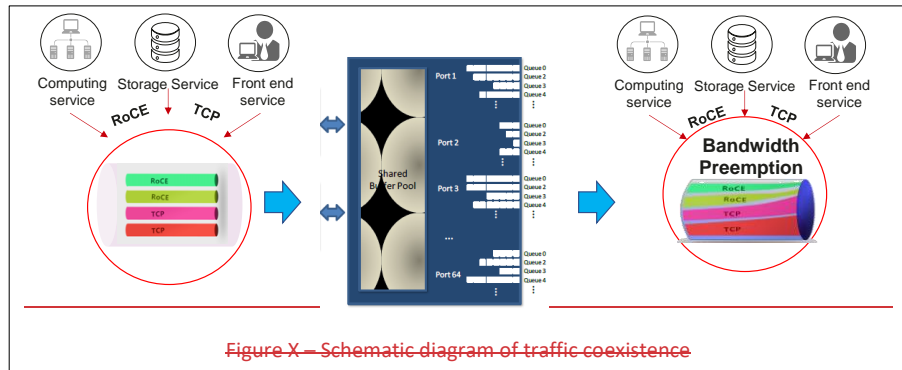 Computing
service
Storage Service
Front end
service
RoCE
TCP
RoCE
RoCE
TCP
TCP
Shared
Buffer Pool
Port 1
Queue 0
Queue 2
Queue 3
Queue 4
Port 2
Queue 0
Queue 2
Queue 3
Queue 4
Port 3
Queue 0
Queue 2
Queue 3
Queue 4
...
Port 64
Queue 0
Queue 2
Queue 3
Queue 4
Computing
service
Storage Service
Front end
service
RoCE
TCP
Bandwidth
Preemption
RoCE
RoCE
TCP
TCP
Figure X – Schematic diagram of traffic coexistence